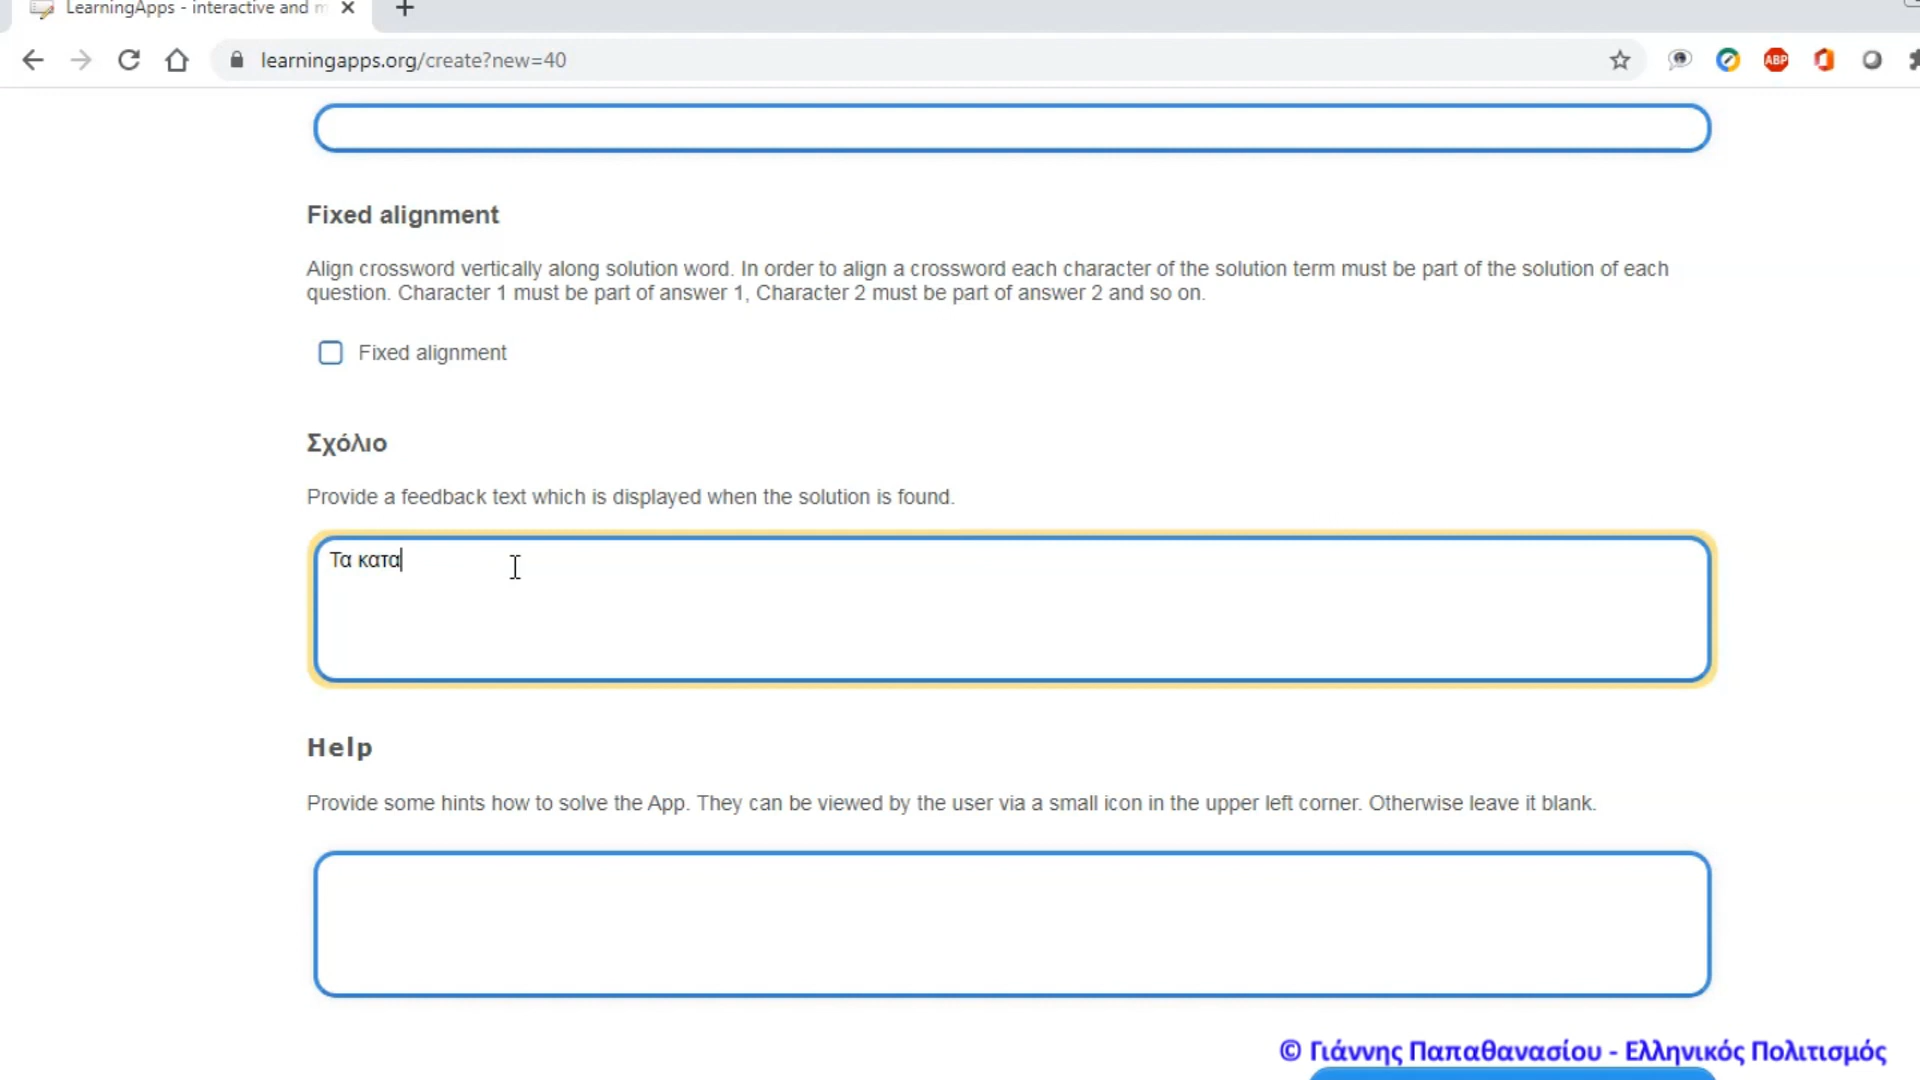 LearningApps - interactive and m
learningapps.org/create?new=40
ABP
Fixed alignment
Align crossword vertically along solution word. In order to align a crossword each character of the solution term must be part of the solution of each
question. Character 1 must be part of answer 1, Character 2 must be part of answer 2 and so on.
Fixed alignment
Σχόλιο
Provide a feedback text which is displayed when the solution is found.
Τα κατα
Help
Provide some hints how to solve the App. They can be viewed by the user via a small icon in the upper left corner. Otherwise leave it blank.
© Γιάννης Παπαθανασίου - Ελληνικός Πολιτισμός